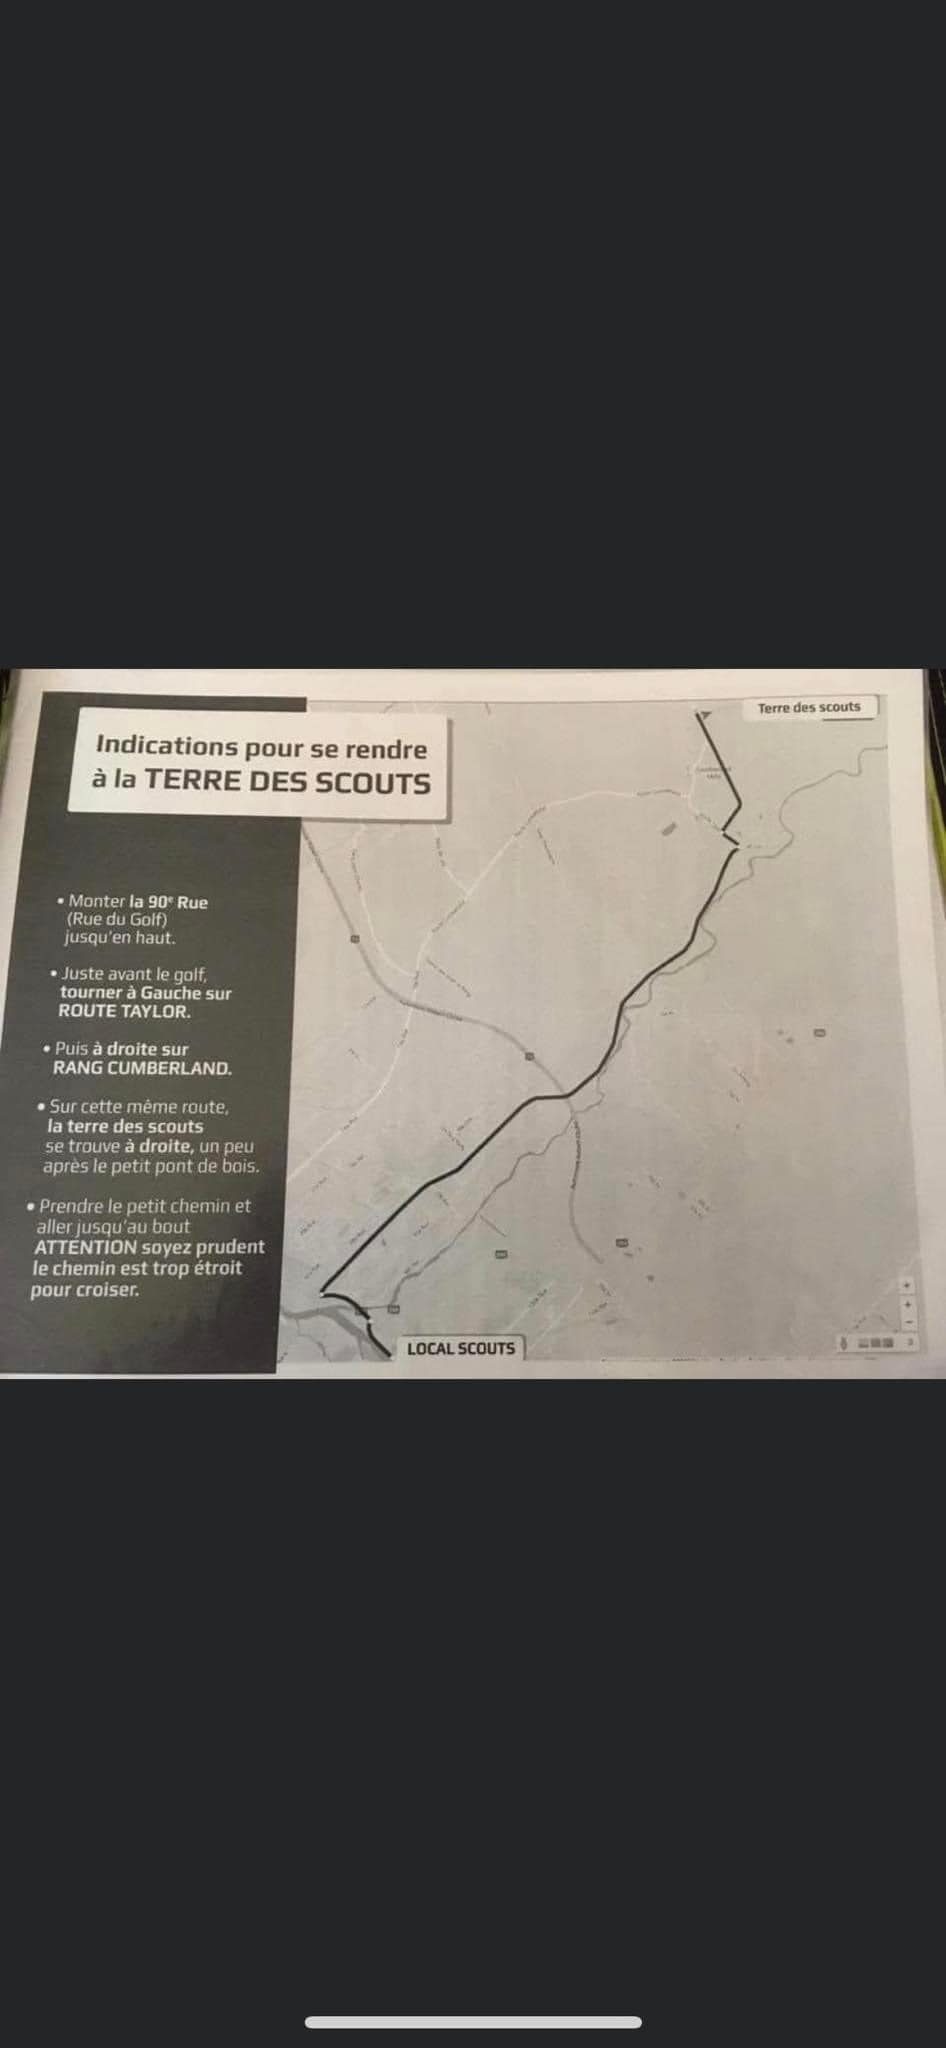 Indications pour se rendre
à la TERRE DES SCOUTS
• Monter la 90e Rue
(Rue du Golf)
jusqu'en haut.
• Juste avant le golf,
tourner à Gauche sur
ROUTE TAYLOR.
• Puis à droite sur
RANG CUMBERLAND.
• Sur cette même route,
la terre des scouts
se trouve à droite, un peu
après le petit pont de bois.
• Prendre le petit chemin et
aller jusqu'au bout
ATTENTION soyez prudent
le chemin est trop étroit
pour croiser.
Terre des scouts
LOCAL SCOUTS